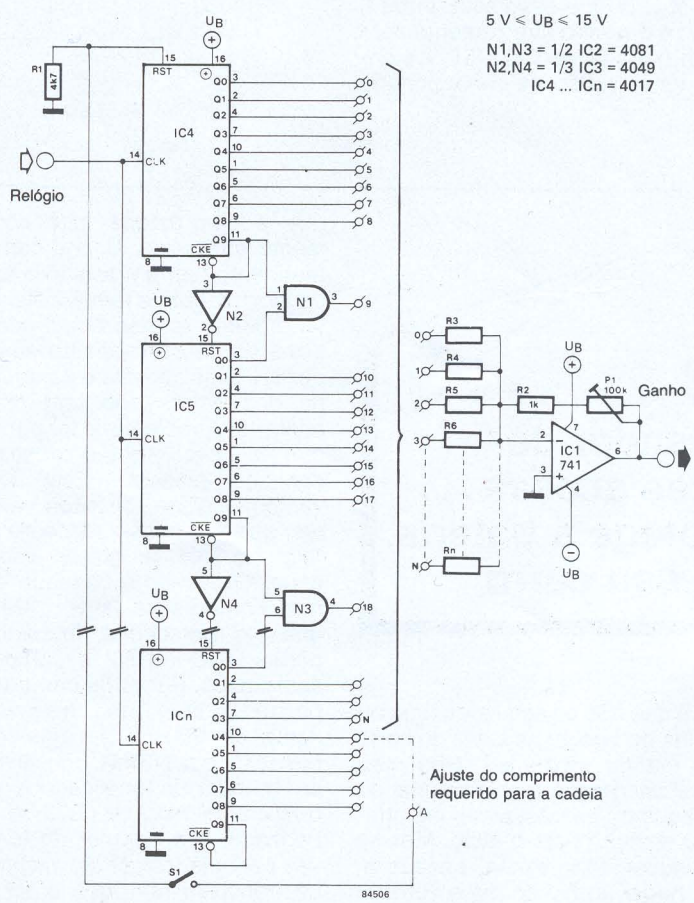 5 V ≤ UB ≤ 15 V
N1,N3 = 1/2 IC2 = 4081
N2,N4 = 1/3 IC3 = 4049
IC4 ... ICn = 4017
UB
R1
4k7
15
16
RST
IC4
Q0 3
0
Q1 2
1
Q2 4
2
Q3 7
3
Q4 10
4
Q5 1
5
Q6 5
6
Q7 6
7
Q8 9
8
Q9 11
14 CLK
Relógio
CKE
8
13
3
N2
2
1
2
N1
3
9
UB
16
15
RST
IC5
Q0 3
Q1 2
10
Q2 4
11
Q3 7
12
Q4 10
13
Q5 1
14
Q6 5
15
Q7 6
16
Q8 9
17
Q9 11
14 CLK
CKE
8
13
5
N4
4
5
6
N3
4
18
UB
16
15
RST
ICn
Q0 3
Q1 2
Q2 4
Q3 7
N
Q4 10
Q5 1
Q6 5
Q7 6
Q8 9
Q9 11
14 CLK
CKE
8
13
S1
0
R3
1
R4
2
R5
3
R6
N
Rn
R2
1k
P1
100k
Ganho
UB
7
2
3
IC1
741
6
UB
Ajuste do comprimento
requerido para a cadeia
A
84506